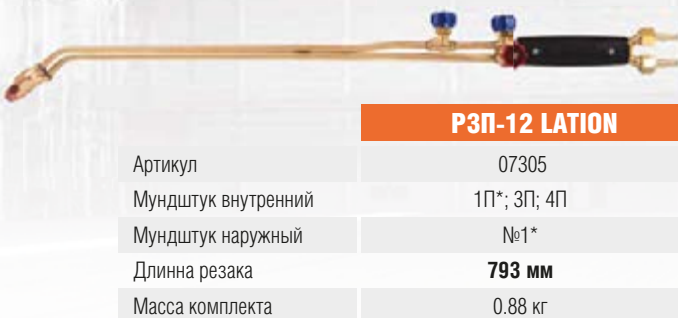 РЗП-12 LATION
Артикул 07305
Мундштук внутренний 1П*; 3П; 4П
Мундштук наружный №1*
Длинна резака 793 мм
Масса комплекта 0.88 кг